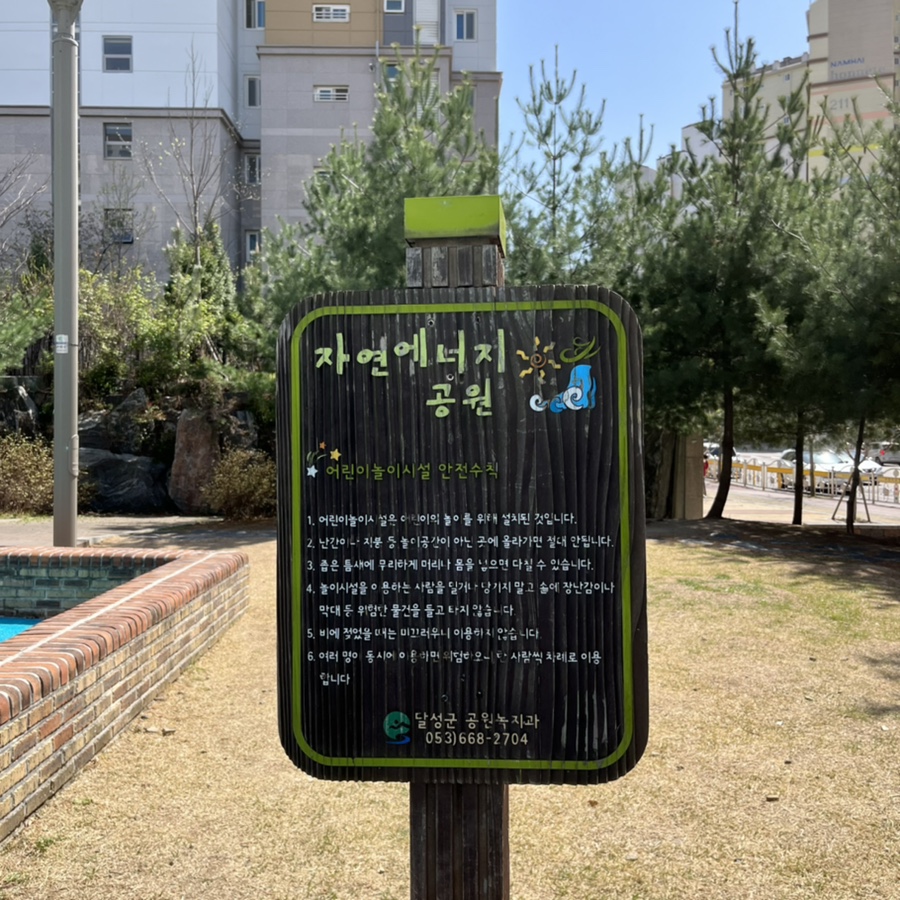 자연에너지
공원
어린이놀이시설 안전수칙
1. 어린이놀이시설은 어린이의 놀이를 위해 설치된 것입니다.
2. 난간이나 지붕 등 놀이공간이 아닌 곳에 올라가면 절대 안됩니다.
3. 좁은 틈새에 무리하게 머리나 몸을 넣으면 다칠 수 있습니다.
4. 놀이시설을 이용하는 사람을 밀거나 당기지 말고 손에 장난감이나
막대 등 위험한 물건을 들고 타지 않습니다.
5. 비에 젖었을 때는 미끄러우니 이용하지 않습니다.
6. 여러 명이 동시에 이용하면 위험하오니 한 사람씩 차례로 이용
합니다
달성군 공원녹지과
053)668-2704
NAMHAI
211